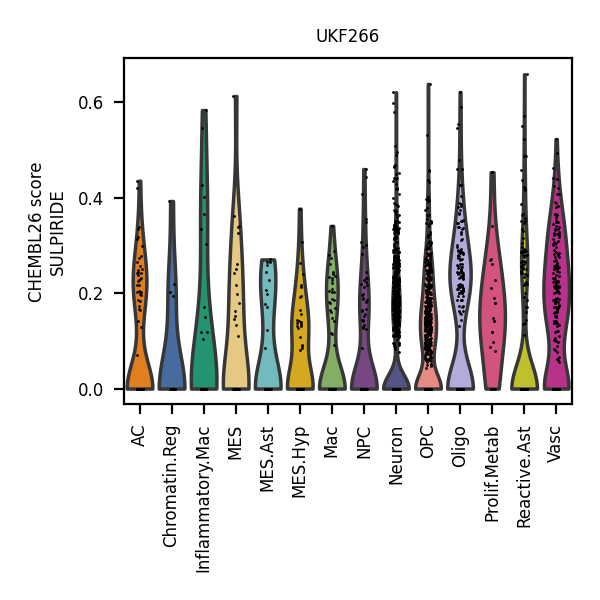 UKF266
CHEMBL26 score
SULPIRIDE
0.6
0.4
0.2
0.0
AC
Chromatin.Reg
Inflammatory.Mac
MES
MES.Ast
MES.Hyp
Mac
NPC
Neuron
OPC
Oligo
Prolif.Metab
Reactive.Ast
Vasc